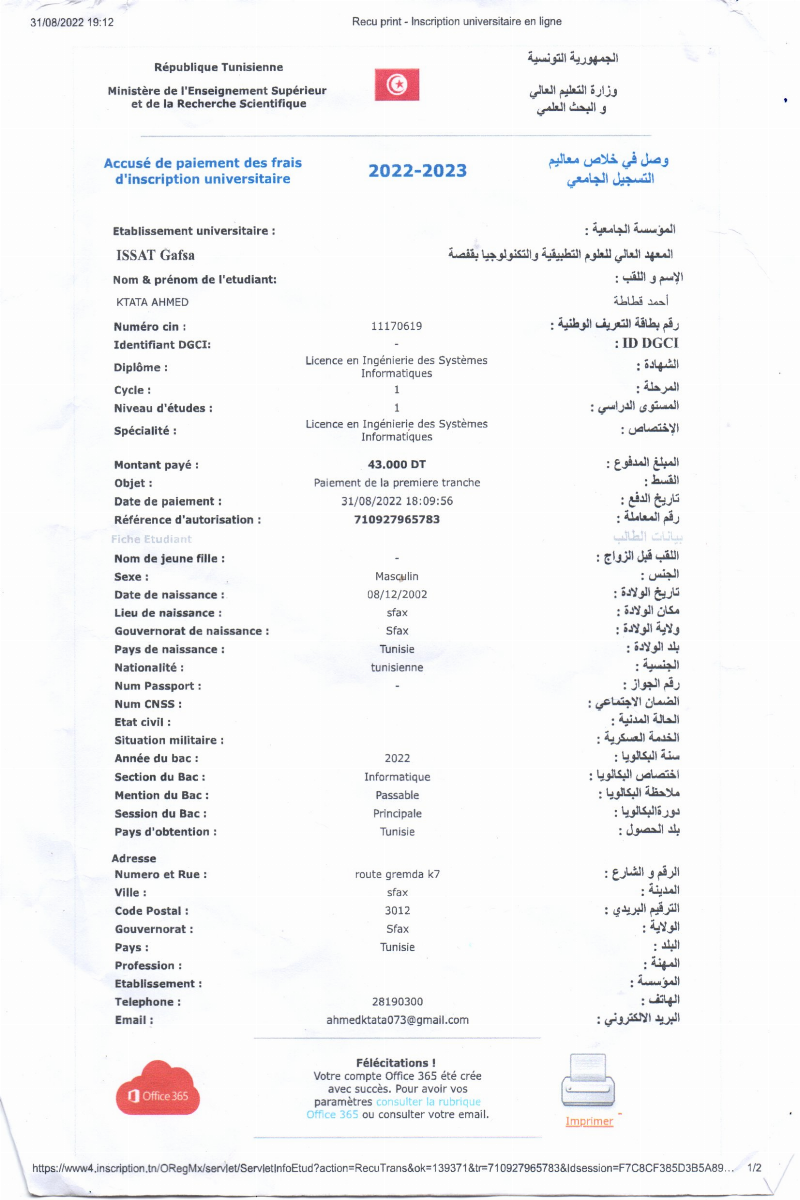 31/08/2022 19:12 Recu print - Inscription universitaire en ligne
République Tunisienne الجمهورية التونسية
Ministère de l'Enseignement Supérieur وزارة التعليم العالي
et de la Recherche Scientifique و البحث العلمي
Accusé de paiement des frais 2022-2023 وصل في خلاص معاليم
d'inscription universitaire التسجيل الجامعي
Etablissement universitaire : المؤسسة الجامعية :
ISSAT Gafsa المعهد العالي للعلوم التطبيقية والتكنولوجيا بقفصة
Nom & prénom de l'etudiant: الإسم و اللقب :
KTATA AHMED أحمد قطاطة
Numéro cin : 11170619 رقم بطاقة التعريف الوطنية :
Identifiant DGCI: - ID DGCI :
Diplôme : Licence en Ingénierie des Systèmes الشهادة :
Informatiques
Cycle : 1 المرحلة :
Niveau d'études : 1 المستوى الدراسي :
Spécialité : Licence en Ingénierie des Systèmes الإختصاص :
Informatiques
Montant payé : 43.000 DT المبلغ المدفوع :
Objet : Paiement de la premiere tranche القسط :
Date de paiement : 31/08/2022 18:09:56 تاريخ الدفع :
Référence d'autorisation : 710927965783 رقم المعاملة :
Fiche Etudiant بيانات الطالب
Nom de jeune fille : - اللقب قبل الزواج :
Sexe : Masculin الجنس :
Date de naissance : 08/12/2002 تاريخ الولادة :
Lieu de naissance : sfax مكان الولادة :
Gouvernorat de naissance : Sfax ولاية الولادة :
Pays de naissance : Tunisie بلد الولادة :
Nationalité : tunisienne الجنسية :
Num Passport : - رقم الجواز :
Num CNSS : الضمان الاجتماعي :
Etat civil : الحالة المدنية :
Situation militaire : الخدمة العسكرية :
Année du bac : 2022 سنة البكالويا :
Section du Bac : Informatique اختصاص البكالويا :
Mention du Bac : Passable ملاحظة البكالويا :
Session du Bac : Principale دورةالبكالويا :
Pays d'obtention : Tunisie بلد الحصول :
Adresse
Numero et Rue : route gremda k7 الرقم و الشارع :
Ville : sfax المدينة :
Code Postal : 3012 الترقيم البريدي :
Gouvernorat : Sfax الولاية :
Pays : Tunisie البلد :
Profession : المهنة :
Etablissement : المؤسسة :
Telephone : 28190300 الهاتف :
Email : ahmedktata073@gmail.com البريد الالكتروني :
Félécitations !
Votre compte Office 365 été crée
avec succès. Pour avoir vos
paramètres consulter la rubrique
Office 365 ou consulter votre email.
Office 365
Imprimer
https://www4.inscription.tn/ORegMx/servlet/ServletInfoEtud?action=RecuTrans&ok=139371&tr=710927965783&Idsession=F7C8CF385D3B5A89... 1/2